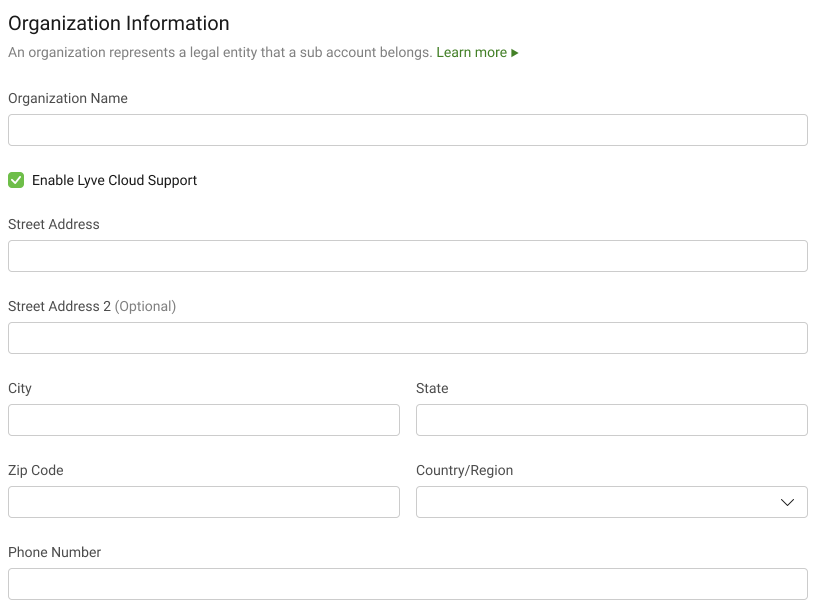 Organization Information
An organization represents a legal entity that a sub account belongs. Learn more ▶
Organization Name
Enable Lyve Cloud Support
Street Address
Street Address 2 (Optional)
City State
Zip Code Country/Region
Phone Number